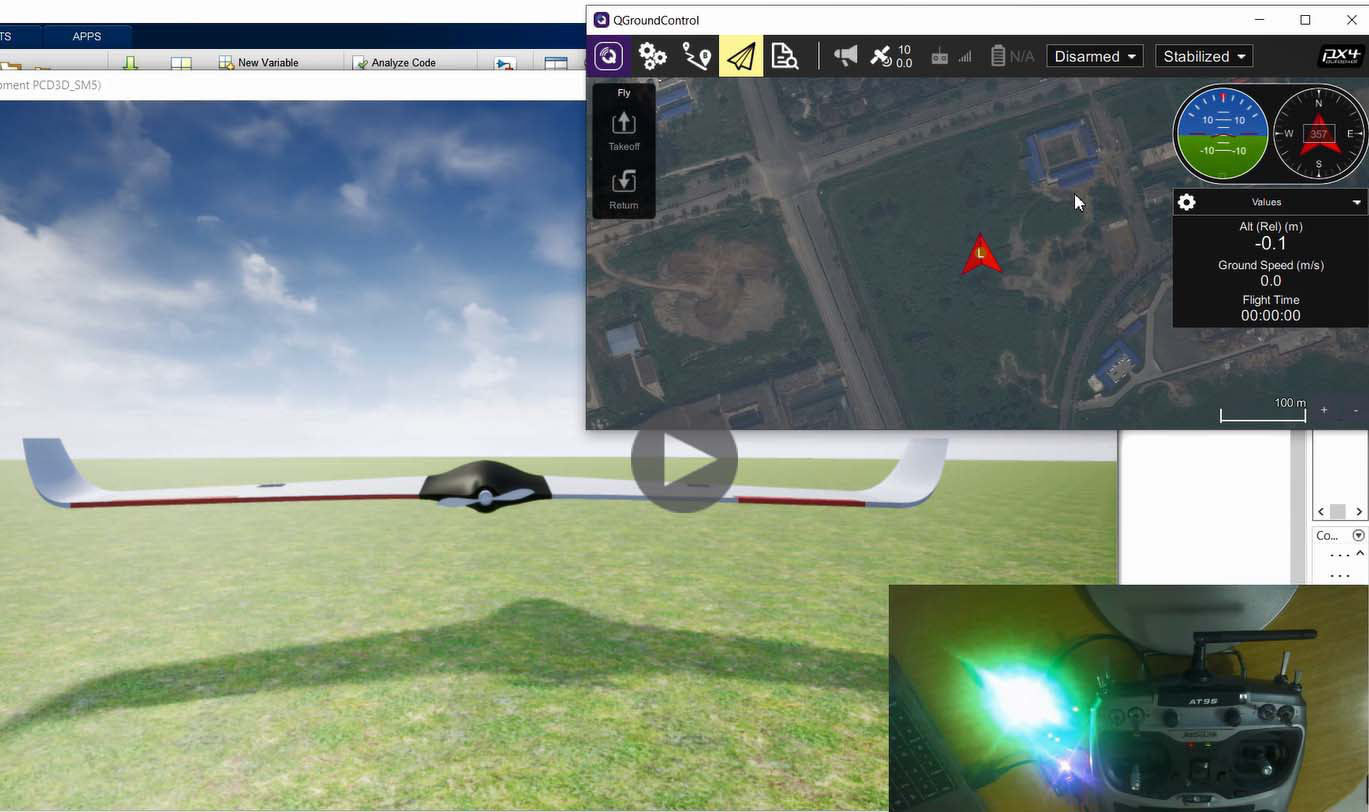 TS
APPS
New Variable
Analyze Code
pment PCD3D_SM5)
QGroundControl
10
0.0
N/A
Disarmed
Stabilized
PX4
Fly
Takeoff
Return
10 10
-10 -10
N
W 357 E
S
Values
Alt (Rel) (m)
-0.1
Ground Speed (m/s)
0.0
Flight Time
00:00:00
L
100 m
+ -
Co...
AT9S